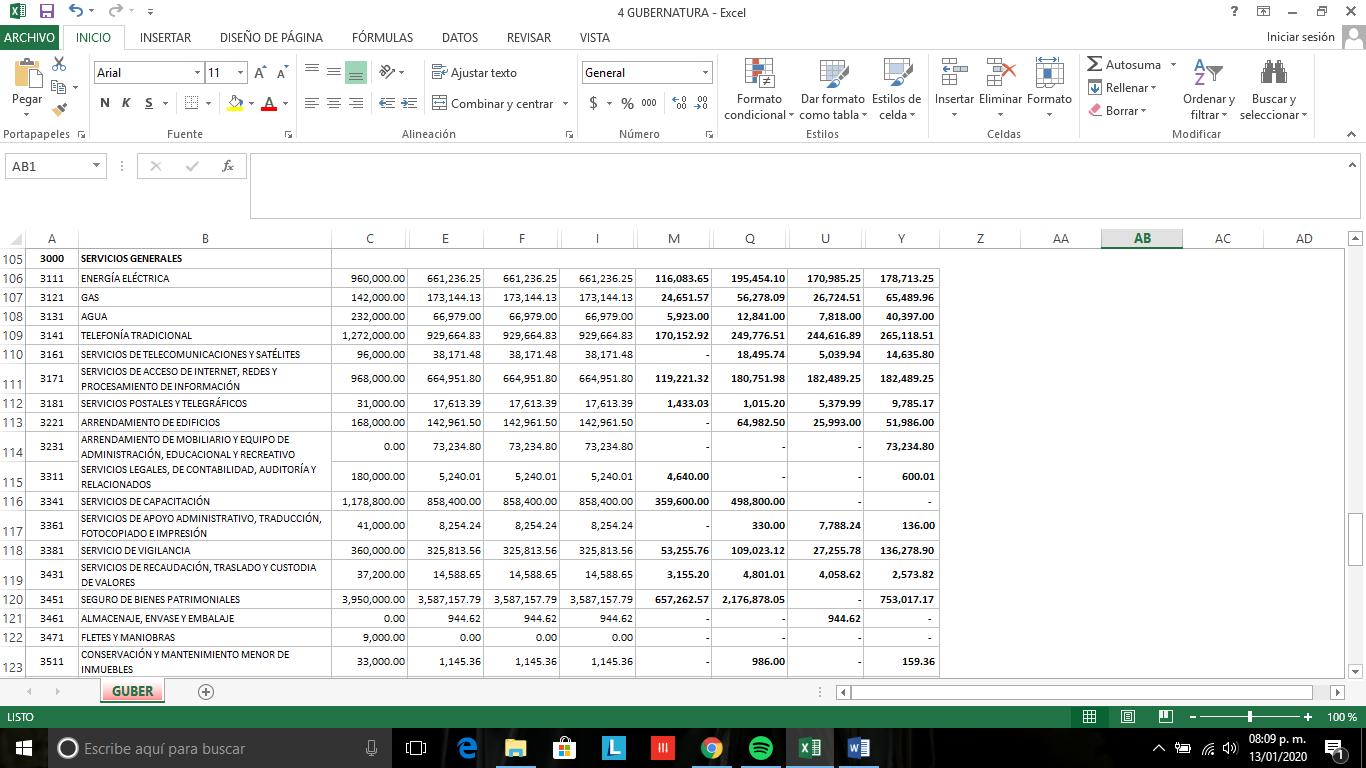 4 GUBERNATURA - Excel
ARCHIVO INICIO INSERTAR DISEÑO DE PÁGINA FÓRMULAS DATOS REVISAR VISTA Iniciar sesión
Pegar
Arial 11 Ajustar texto General
N K S Combinar y centrar $ % 000
Formato condicional
Dar formato como tabla
Estilos de celda
Insertar Eliminar Formato
Autosuma
Rellenar
Borrar
Ordenar y filtrar
Buscar y seleccionar
Portapapeles Fuente Alineación Número Estilos Celdas Modificar
AB1 fx
A B C E F I M Q U Y Z AA AB AC AD
105 3000 SERVICIOS GENERALES
106 3111 ENERGÍA ELÉCTRICA 960,000.00 661,236.25 661,236.25 661,236.25 116,083.65 195,454.10 170,985.25 178,713.25
107 3121 GAS 142,000.00 173,144.13 173,144.13 173,144.13 24,651.57 56,278.09 26,724.51 65,489.96
108 3131 AGUA 232,000.00 66,979.00 66,979.00 66,979.00 5,923.00 12,841.00 7,818.00 40,397.00
109 3141 TELEFONÍA TRADICIONAL 1,272,000.00 929,664.83 929,664.83 929,664.83 170,152.92 249,776.51 244,616.89 265,118.51
110 3161 SERVICIOS DE TELECOMUNICACIONES Y SATÉLITES 96,000.00 38,171.48 38,171.48 38,171.48 - 18,495.74 5,039.94 14,635.80
111 3171 SERVICIOS DE ACCESO DE INTERNET, REDES Y
PROCESAMIENTO DE INFORMACIÓN 968,000.00 664,951.80 664,951.80 664,951.80 119,221.32 180,751.98 182,489.25 182,489.25
112 3181 SERVICIOS POSTALES Y TELEGRÁFICOS 31,000.00 17,613.39 17,613.39 17,613.39 1,433.03 1,015.20 5,379.99 9,785.17
113 3221 ARRENDAMIENTO DE EDIFICIOS 168,000.00 142,961.50 142,961.50 142,961.50 - 64,982.50 25,993.00 51,986.00
114 3231 ARRENDAMIENTO DE MOBILIARIO Y EQUIPO DE
ADMINISTRACIÓN, EDUCACIONAL Y RECREATIVO 0.00 73,234.80 73,234.80 73,234.80 - - - 73,234.80
115 3311 SERVICIOS LEGALES, DE CONTABILIDAD, AUDITORÍA Y
RELACIONADOS 180,000.00 5,240.01 5,240.01 5,240.01 4,640.00 - - 600.01
116 3341 SERVICIOS DE CAPACITACIÓN 1,178,800.00 858,400.00 858,400.00 858,400.00 359,600.00 498,800.00 - -
117 3361 SERVICIOS DE APOYO ADMINISTRATIVO, TRADUCCIÓN,
FOTOCOPIADO E IMPRESIÓN 41,000.00 8,254.24 8,254.24 8,254.24 - 330.00 7,788.24 136.00
118 3381 SERVICIO DE VIGILANCIA 360,000.00 325,813.56 325,813.56 325,813.56 53,255.76 109,023.12 27,255.78 136,278.90
119 3431 SERVICIOS DE RECAUDACIÓN, TRASLADO Y CUSTODIA
DE VALORES 37,200.00 14,588.65 14,588.65 14,588.65 3,155.20 4,801.01 4,058.62 2,573.82
120 3451 SEGURO DE BIENES PATRIMONIALES 3,950,000.00 3,587,157.79 3,587,157.79 3,587,157.79 657,262.57 2,176,878.05 - 753,017.17
121 3461 ALMACENAJE, ENVASE Y EMBALAJE 0.00 944.62 944.62 944.62 - - 944.62 -
122 3471 FLETES Y MANIOBRAS 9,000.00 0.00 0.00 0.00 - - - -
123 3511 CONSERVACIÓN Y MANTENIMIENTO MENOR DE
INMUEBLES 33,000.00 1,145.36 1,145.36 1,145.36 - 986.00 - 159.36
GUBER
LISTO 100 %
Escribe aquí para buscar
08:09 p. m.
13/01/2020
1